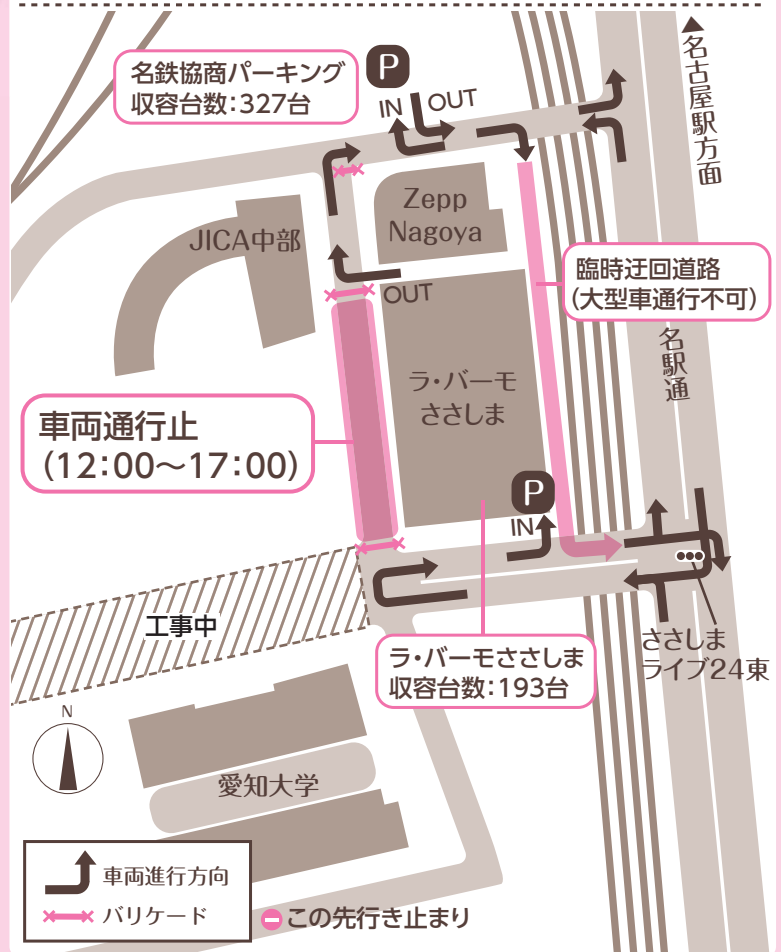 ▲名古屋駅方面
名鉄協商パーキング
収容台数:327台
P
IN
OUT
Zepp
Nagoya
JICA中部
OUT
臨時迂回道路
(大型車通行不可)
名駅通
ラ・バーモ
ささしま
車両通行止
(12:00〜17:00)
P
IN
工事中
ラ・バーモささしま
収容台数:193台
ささしま
ライブ24東
N
愛知大学
車両進行方向
バリケード
この先行き止まり